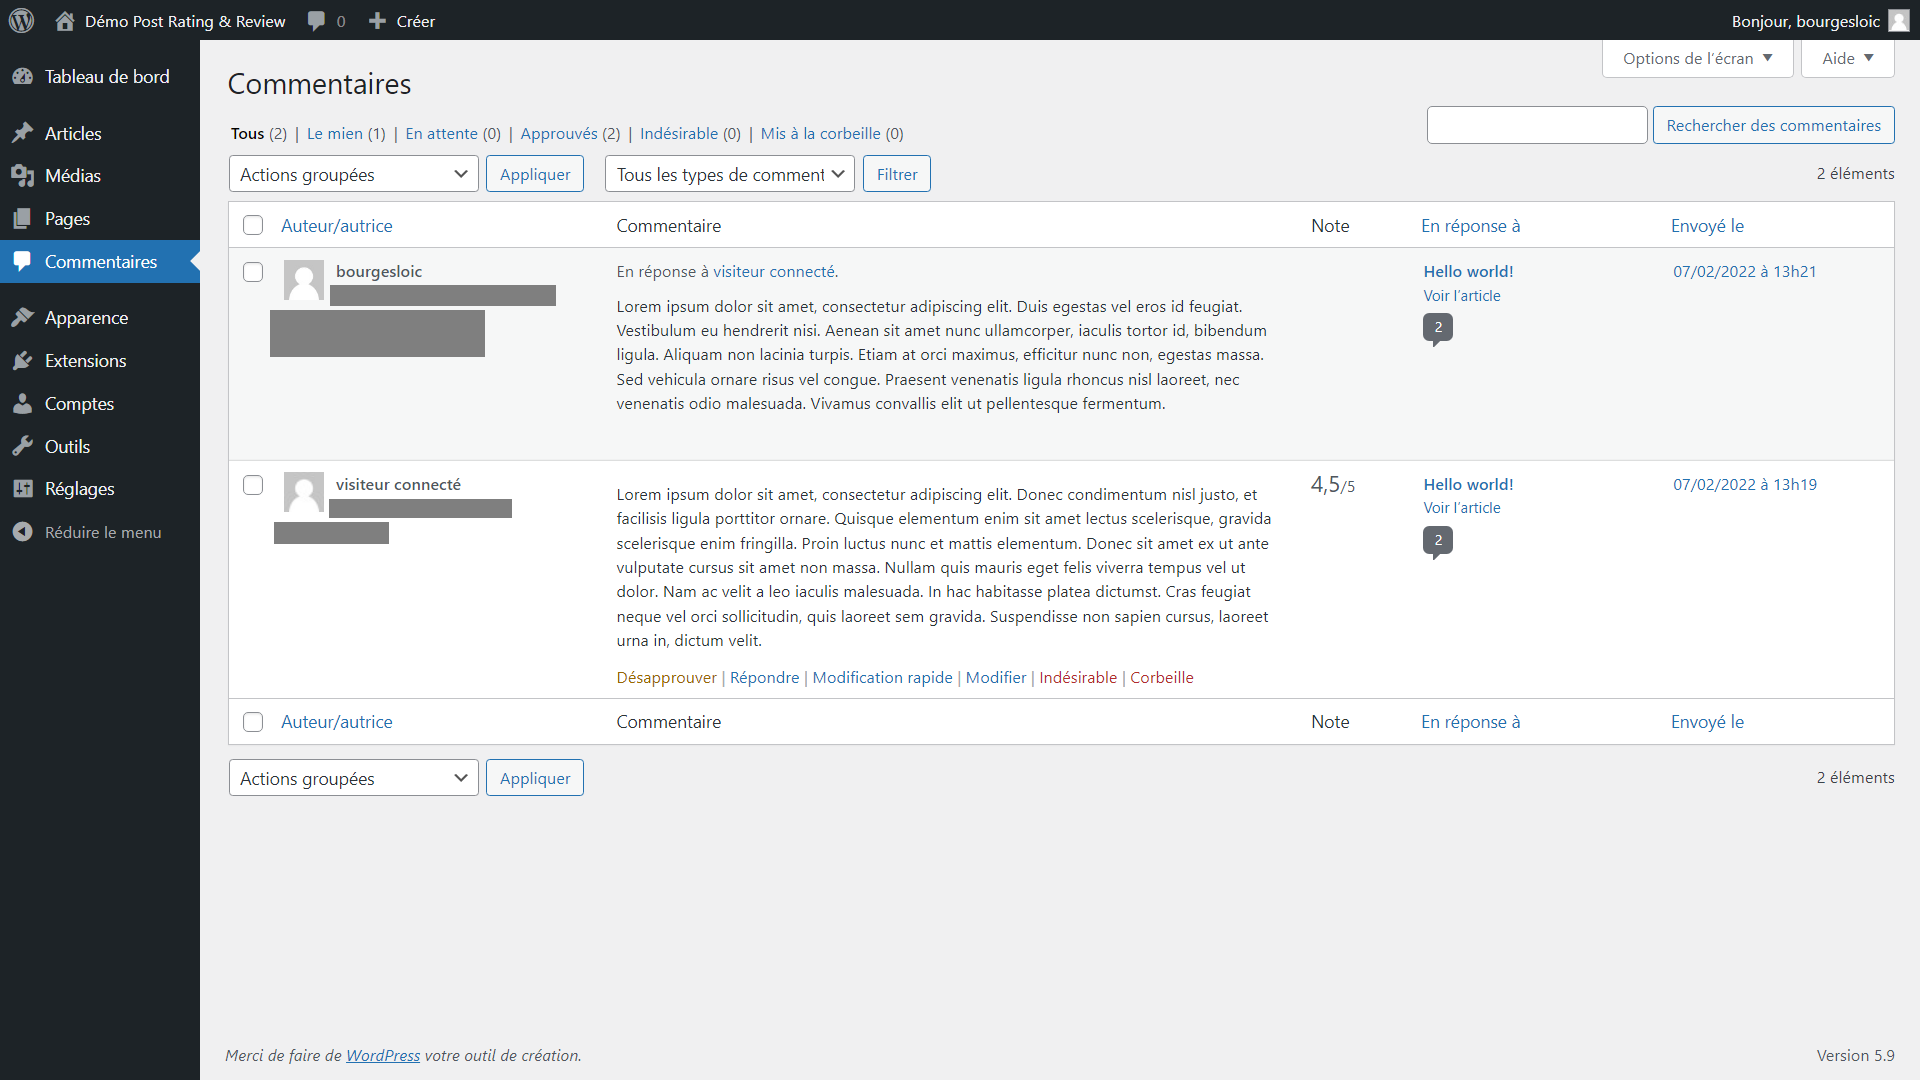 Démo Post Rating & Review
0
Créer
Bonjour, bourgesloic
Tableau de bord
Articles
Médias
Pages
Commentaires
Apparence
Extensions
Comptes
Outils
Réglages
Réduire le menu
Options de l’écran
Aide
Commentaires
Tous (2) | Le mien (1) | En attente (0) | Approuvés (2) | Indésirable (0) | Mis à la corbeille (0)
Rechercher des commentaires
Actions groupées
Appliquer
Tous les types de comment
Filtrer
2 éléments
Auteur/autrice Commentaire Note En réponse à Envoyé le
bourgesloic
En réponse à visiteur connecté.
Lorem ipsum dolor sit amet, consectetur adipiscing elit. Duis egestas vel eros id feugiat.
Vestibulum eu hendrerit nisi. Aenean sit amet nunc ullamcorper, iaculis tortor id, bibendum
ligula. Aliquam non lacinia turpis. Etiam at orci maximus, efficitur nunc non, egestas massa.
Sed vehicula ornare risus vel congue. Praesent venenatis ligula rhoncus nisl laoreet, nec
venenatis odio malesuada. Vivamus convallis elit ut pellentesque fermentum.
Hello world!
Voir l’article
2
07/02/2022 à 13h21
visiteur connecté
Lorem ipsum dolor sit amet, consectetur adipiscing elit. Donec condimentum nisl justo, et
facilisis ligula porttitor ornare. Quisque elementum enim sit amet lectus scelerisque, gravida
scelerisque enim fringilla. Proin luctus nunc et mattis elementum. Donec sit amet ex ut ante
vulputate cursus sit amet non massa. Nullam quis mauris eget felis viverra tempus vel ut
dolor. Nam ac velit a leo iaculis malesuada. In hac habitasse platea dictumst. Cras feugiat
neque vel orci sollicitudin, quis laoreet sem gravida. Suspendisse non sapien cursus, laoreet
urna in, dictum velit.
Désapprouver | Répondre | Modification rapide | Modifier | Indésirable | Corbeille
4,5/5
Hello world!
Voir l’article
2
07/02/2022 à 13h19
Auteur/autrice Commentaire Note En réponse à Envoyé le
Actions groupées
Appliquer
2 éléments
Merci de faire de WordPress votre outil de création.
Version 5.9